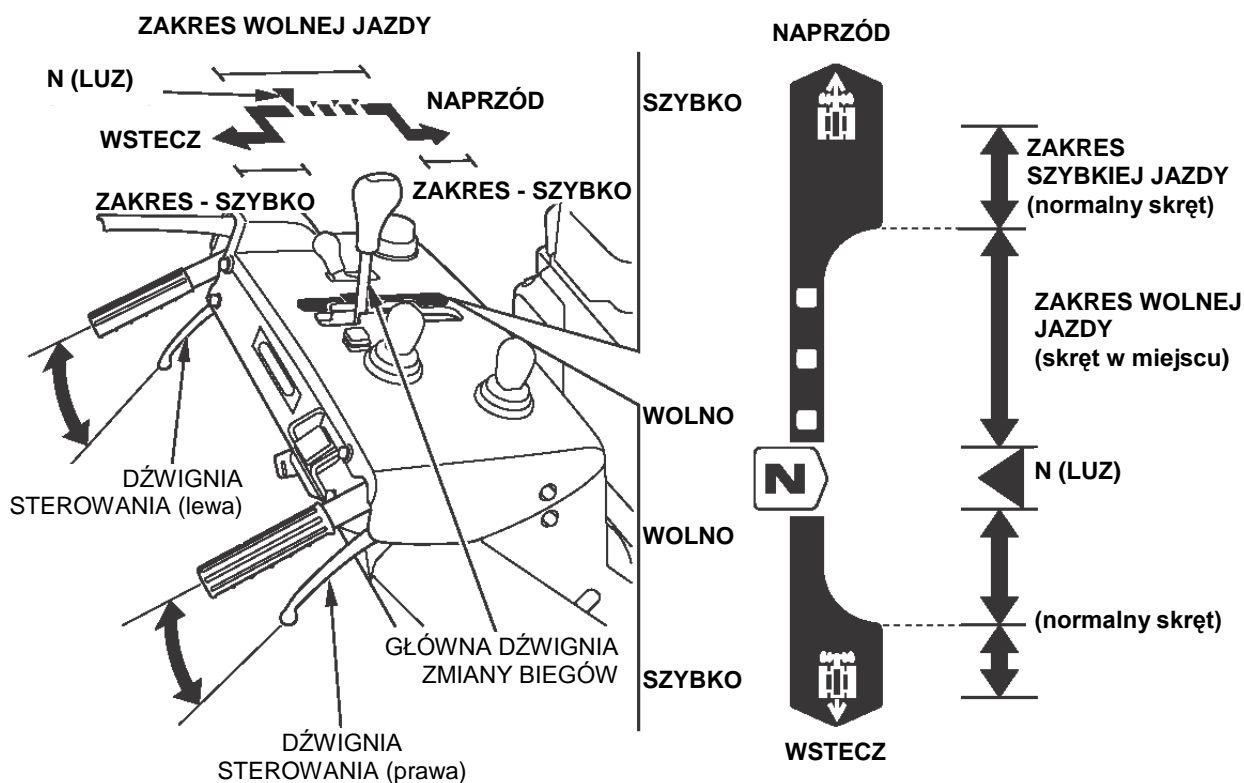 ZAKRES WOLNEJ JAZDY
N (LUZ)
NAPRZÓD
WSTECZ
ZAKRES - SZYBKO
ZAKRES - SZYBKO
DŹWIGNIA
STEROWANIA (lewa)
GŁÓWNA DŹWIGNIA
ZMIANY BIEGÓW
DŹWIGNIA
STEROWANIA (prawa)
NAPRZÓD
SZYBKO
ZAKRES
SZYBKIEJ JAZDY
(normalny skręt)
ZAKRES WOLNEJ
JAZDY
(skręt w miejscu)
WOLNO
N
N (LUZ)
WOLNO
(normalny skręt)
SZYBKO
WSTECZ